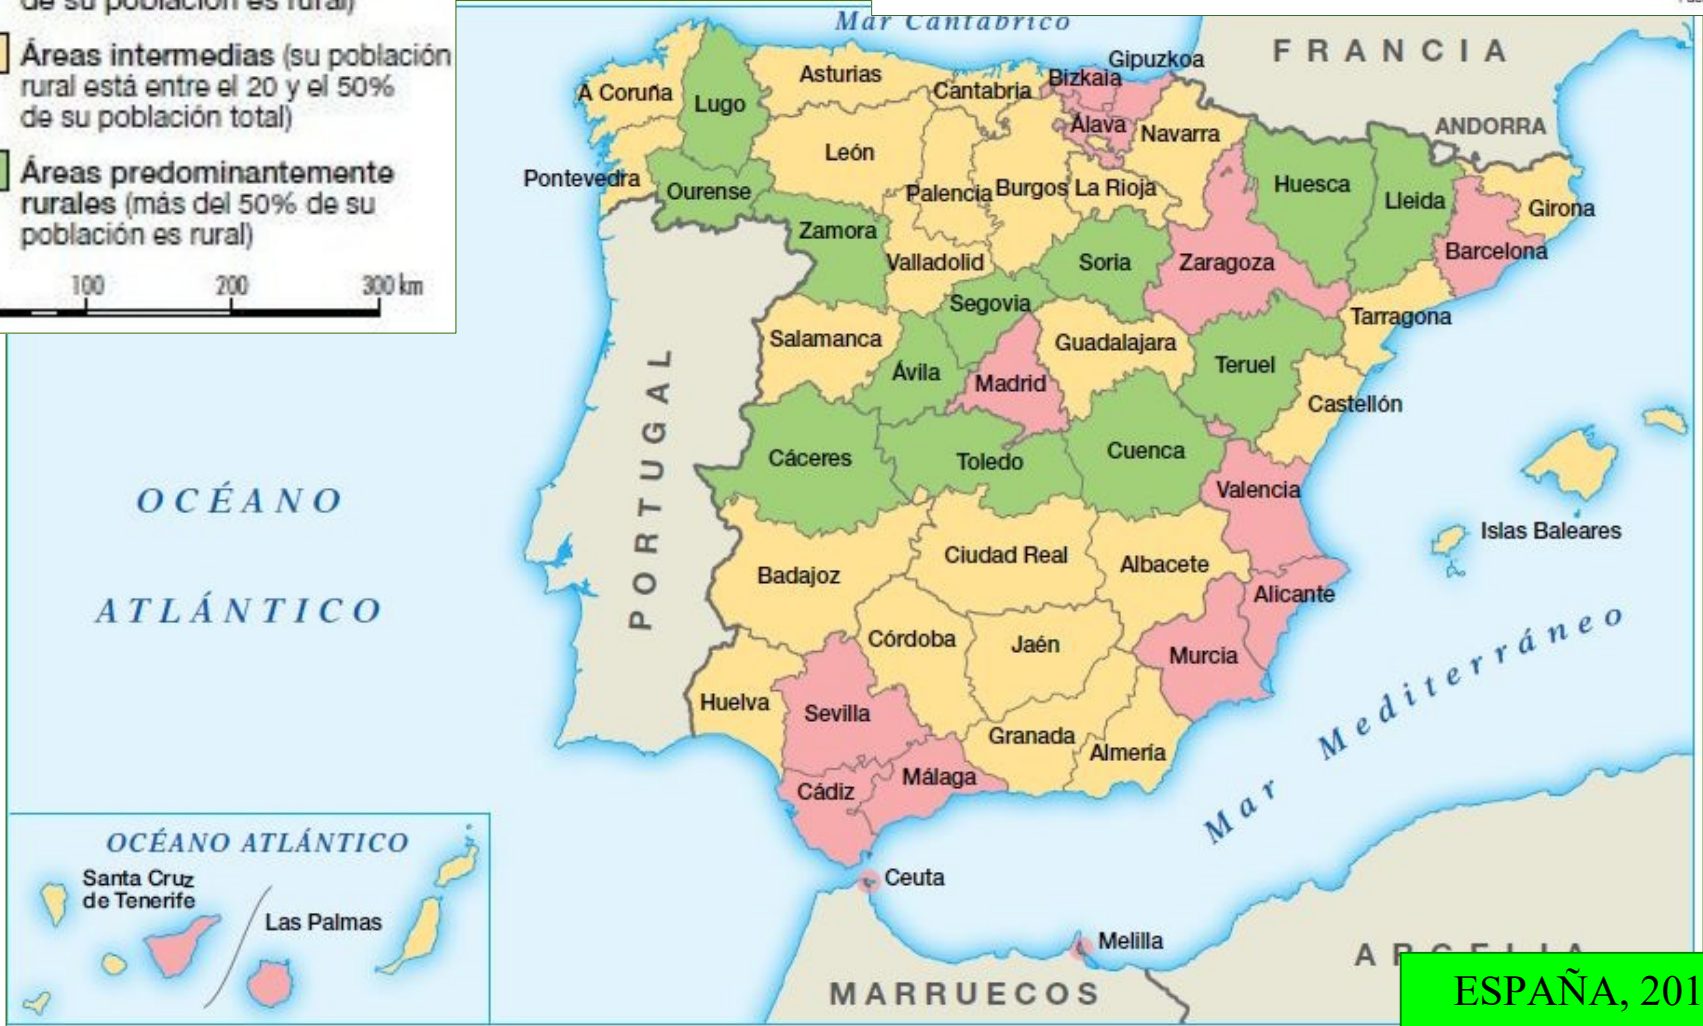 de su población es rural)
Áreas intermedias (su población
rural está entre el 20 y el 50%
de su población total)
Áreas predominantemente
rurales (más del 50% de su
población es rural)
100 200 300 km
Mar Cantábrico
FRANCIA
ANDORRA
PORTUGAL
OCÉANO
ATLÁNTICO
Mar Mediterráneo
MARRUECOS
ARGELIA
A Coruña
Lugo
Asturias
Cantabria
Bizkaia
Gipuzkoa
Álava
Navarra
Pontevedra
Ourense
León
Palencia
Burgos
La Rioja
Huesca
Lleida
Girona
Barcelona
Zamora
Valladolid
Soria
Zaragoza
Segovia
Tarragona
Salamanca
Ávila
Madrid
Guadalajara
Teruel
Castellón
Cáceres
Toledo
Cuenca
Valencia
Islas Baleares
Badajoz
Ciudad Real
Albacete
Alicante
Córdoba
Jaén
Murcia
Huelva
Sevilla
Granada
Almería
Cádiz
Málaga
Ceuta
Melilla
OCÉANO ATLÁNTICO
Santa Cruz
de Tenerife
Las Palmas
ESPAÑA, 201